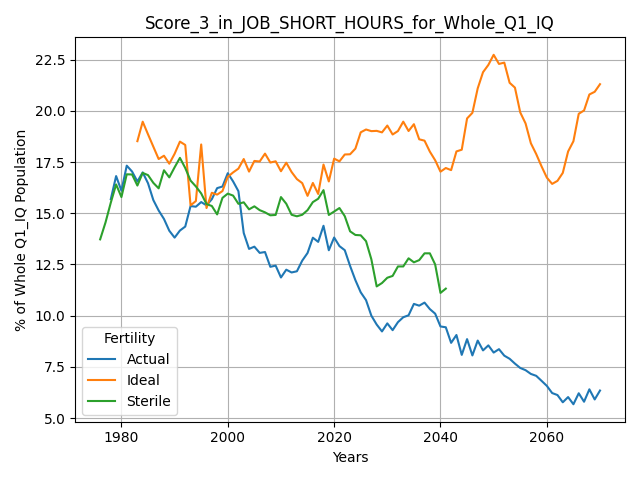 Score_3_in_JOB_SHORT_HOURS_for_Whole_Q1_IQ
% of Whole Q1_IQ Population
22.5
20.0
17.5
15.0
12.5
10.0
7.5
5.0
Fertility
Actual
Ideal
Sterile
1980
2000
2020
2040
2060
Years